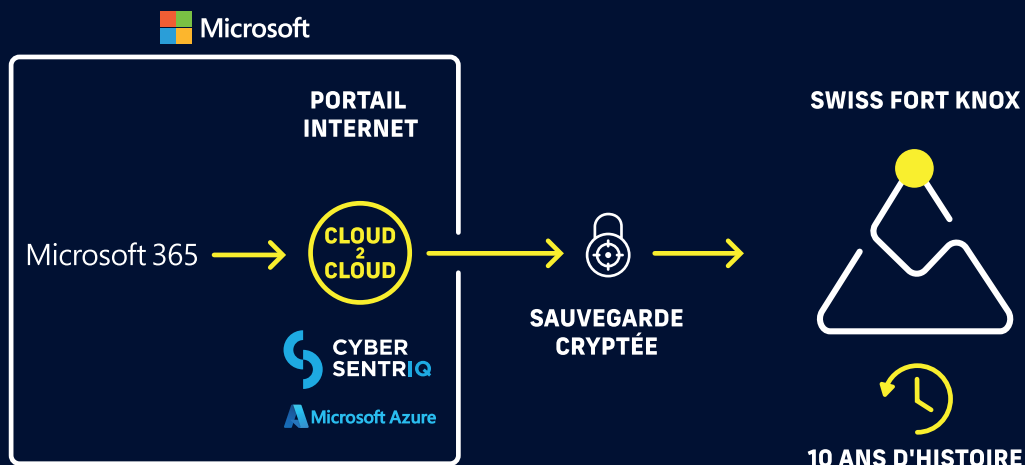 Microsoft
PORTAIL
INTERNET
SWISS FORT KNOX
Microsoft 365
CLOUD
2
CLOUD
SAUVEGARDE
CRYPTÉE
CYBER
SENTRIQ
Microsoft Azure
10 ANS D'HISTOIRE